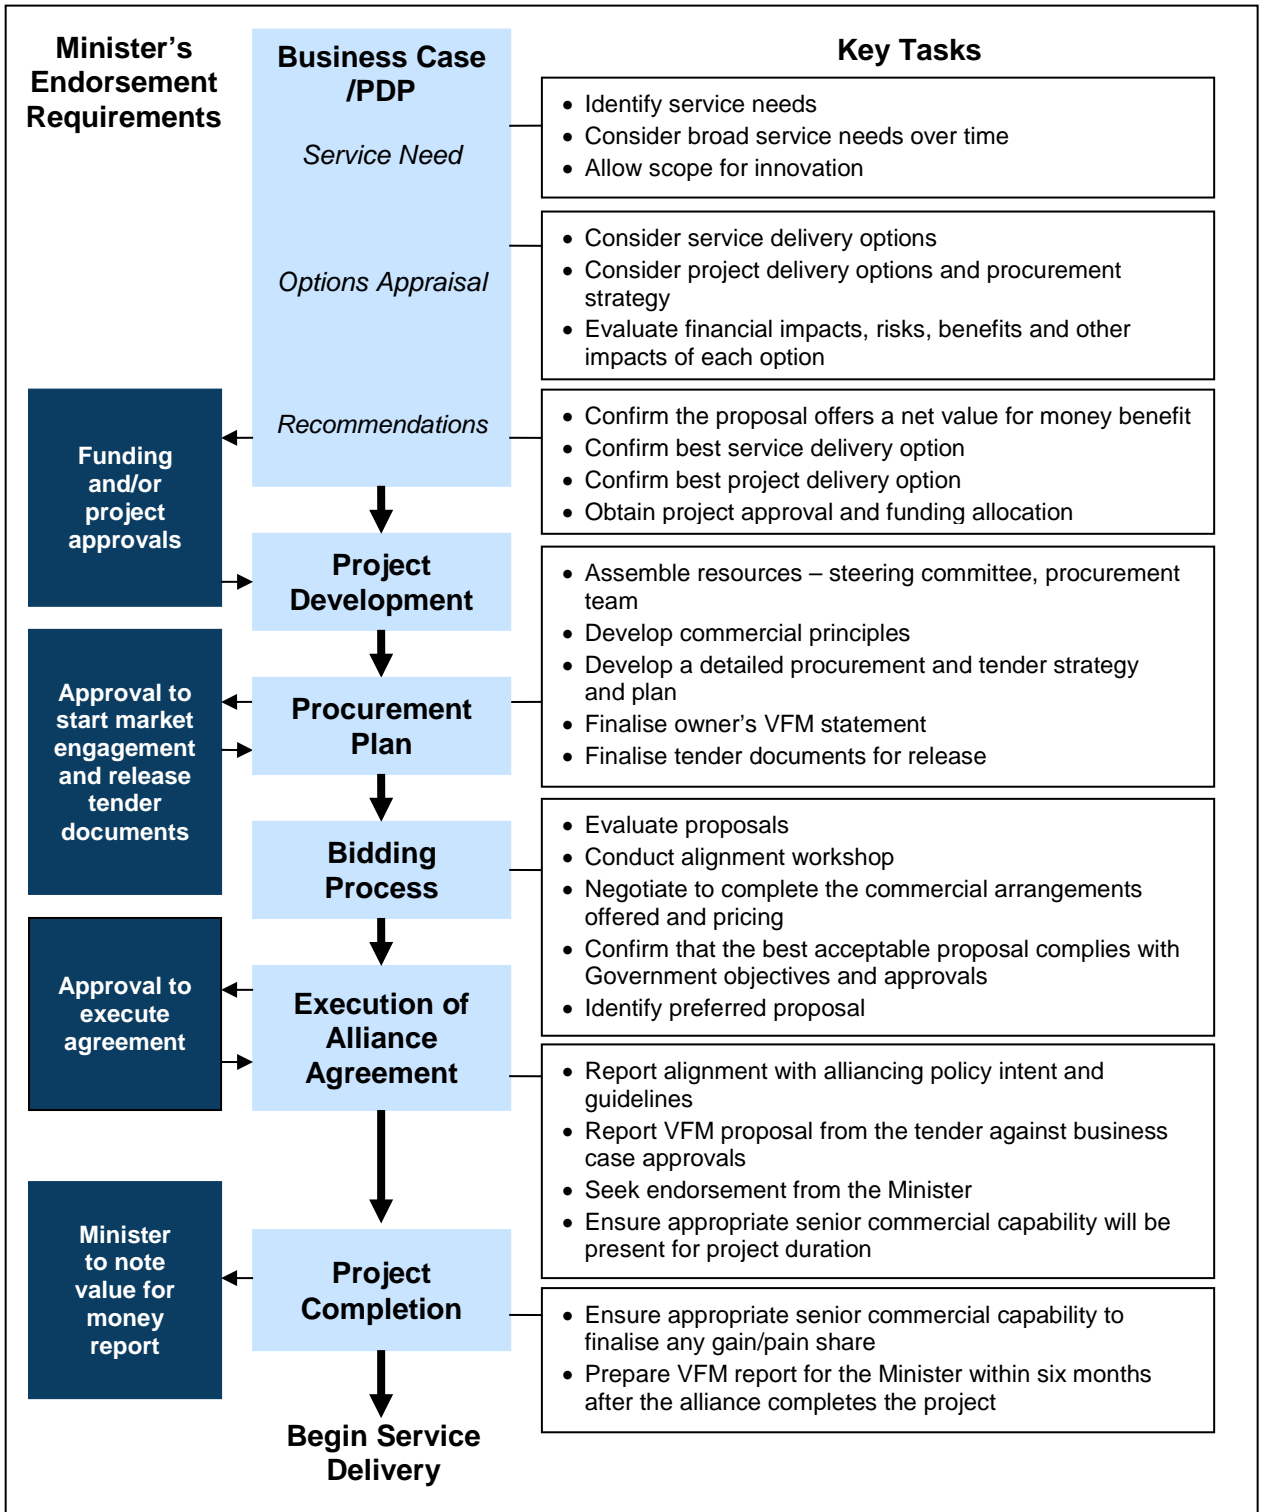 Minister's
Endorsement
Requirements
Business Case
/PDP
Service Need
Options Appraisal
Recommendations
Key Tasks
• Identify service needs
• Consider broad service needs over time
• Allow scope for innovation
• Consider service delivery options
• Consider project delivery options and procurement
strategy
• Evaluate financial impacts, risks, benefits and other
impacts of each option
• Confirm the proposal offers a net value for money benefit
• Confirm best service delivery option
• Confirm best project delivery option
• Obtain project approval and funding allocation
Funding
and/or
project
approvals
Project
Development
• Assemble resources – steering committee, procurement
team
• Develop commercial principles
• Develop a detailed procurement and tender strategy
and plan
• Finalise owner's VFM statement
• Finalise tender documents for release
Approval to
start market
engagement
and release
tender
documents
Procurement
Plan
Bidding
Process
• Evaluate proposals
• Conduct alignment workshop
• Negotiate to complete the commercial arrangements
offered and pricing
• Confirm that the best acceptable proposal complies with
Government objectives and approvals
• Identify preferred proposal
Approval to
execute
agreement
Execution of
Alliance
Agreement
• Report alignment with alliancing policy intent and
guidelines
• Report VFM proposal from the tender against business
case approvals
• Seek endorsement from the Minister
• Ensure appropriate senior commercial capability will be
present for project duration
Minister
to note
value for
money
report
Project
Completion
• Ensure appropriate senior commercial capability to
finalise any gain/pain share
• Prepare VFM report for the Minister within six months
after the alliance completes the project
Begin Service
Delivery